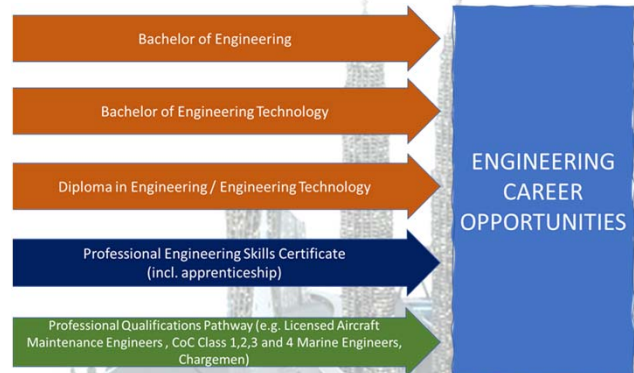 Bachelor of Engineering
Bachelor of Engineering Technology
Diploma in Engineering / Engineering Technology
Professional Engineering Skills Certificate
(incl. apprenticeship)
Professional Qualifications Pathway (e.g. Licensed Aircraft
Maintenance Engineers , CoC Class 1,2,3 and 4 Marine Engineers,
Chargemen)
ENGINEERING
CAREER
OPPORTUNITIES